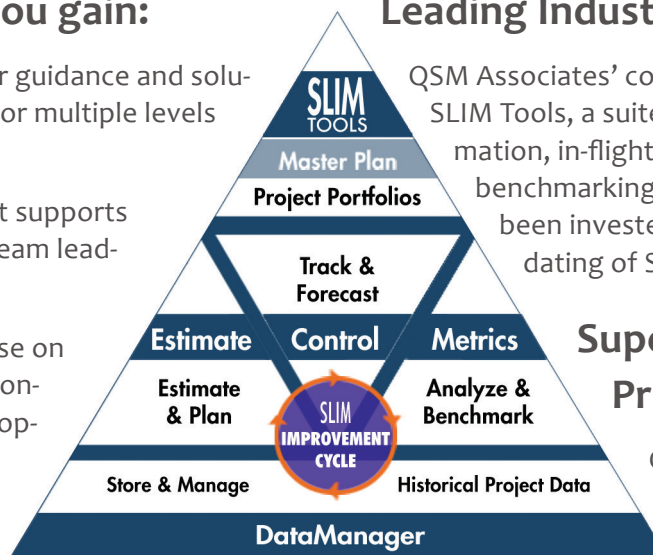 ou gain:
r guidance and solu-
or multiple levels
t supports
eam lead-
se on
on-
op-
Leading Indust
QSM Associates' co
SLIM Tools, a suite
mation, in-flight
benchmarking
been investe
dating of S
Supe
Pr
SLIM
TOOLS
Master Plan
Project Portfolios
Track &
Forecast
Estimate
Control
Metrics
Estimate
& Plan
SLIM
IMPROVEMENT
CYCLE
Analyze &
Benchmark
Store & Manage
Historical Project Data
DataManager